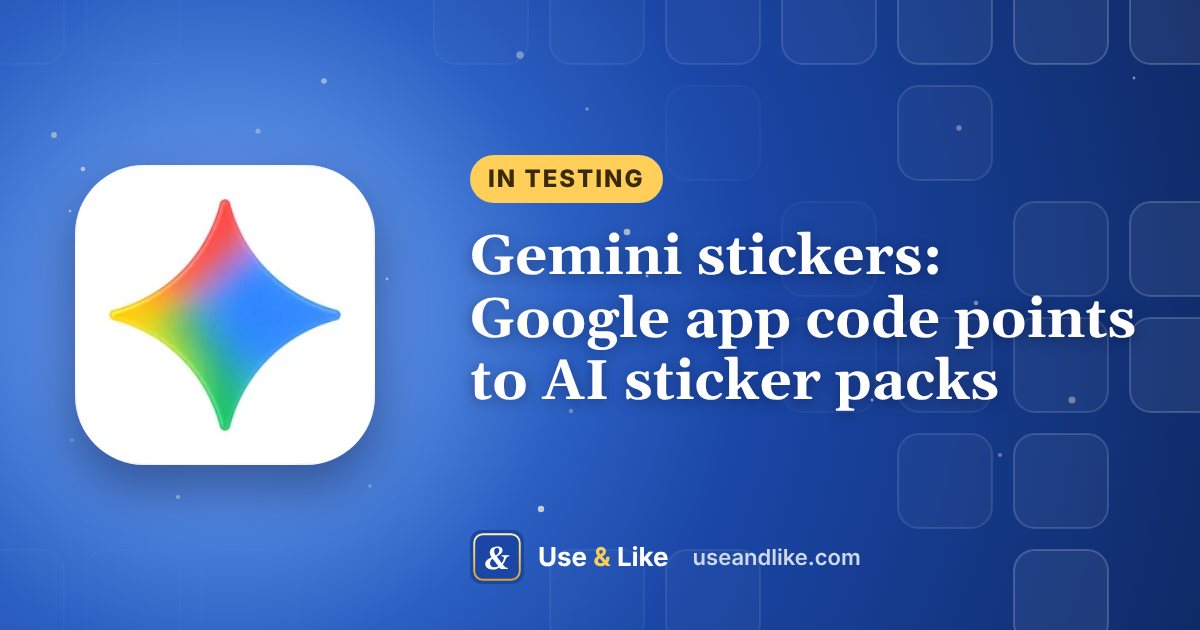 IN TESTING
Gemini stickers:
Google app code points
to AI sticker packs
& Use & Like useandlike.com